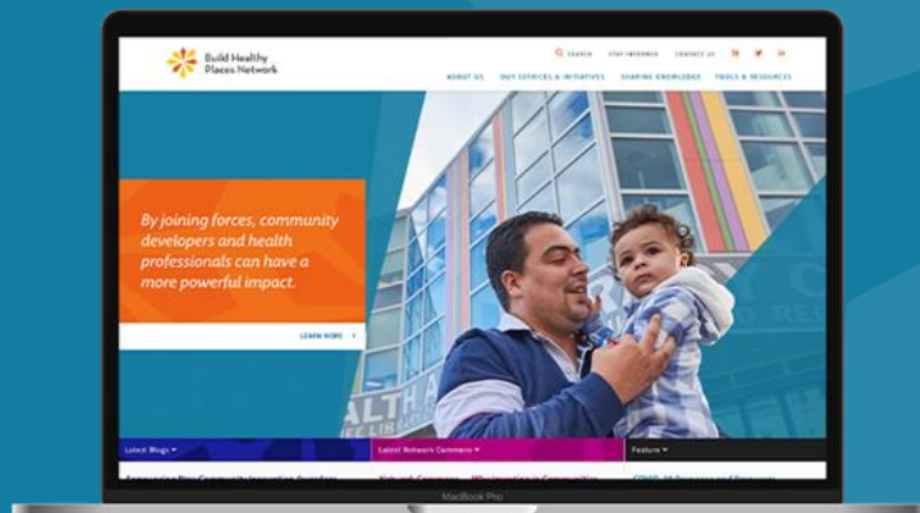 Build Healthy
Places Network
SEARCH STAY INFORMED CONTACT US
ABOUT US OUR SERVICES & INITIATIVES SHARING KNOWLEDGE TOOLS & RESOURCES
By joining forces, community
developers and health
professionals can have a
more powerful impact.
LEARN MORE >
Latest Blogs
Latest Network Commons
Feature
MacBook Pro